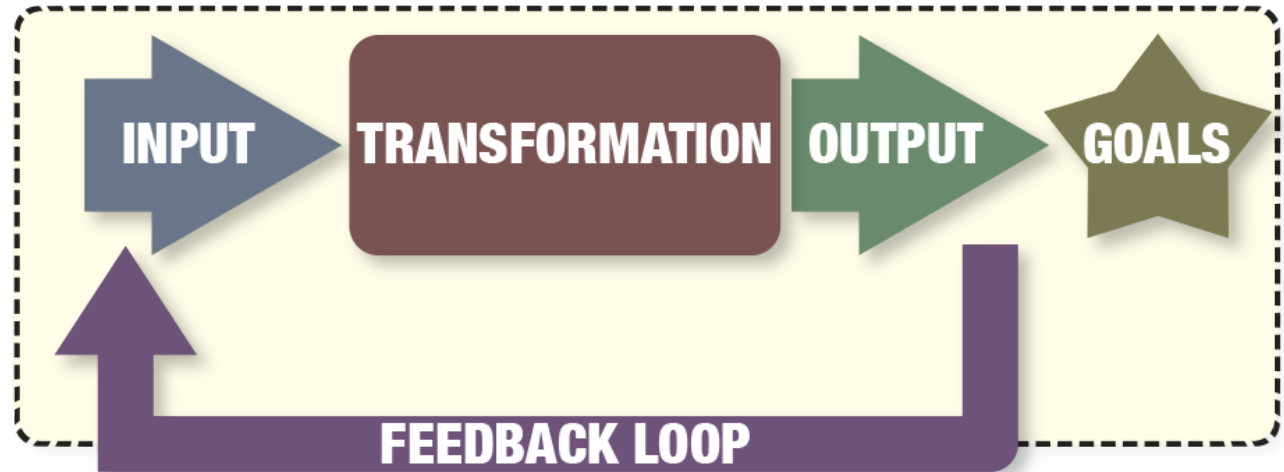 INPUT
TRANSFORMATION
OUTPUT
GOALS
FEEDBACK LOOP